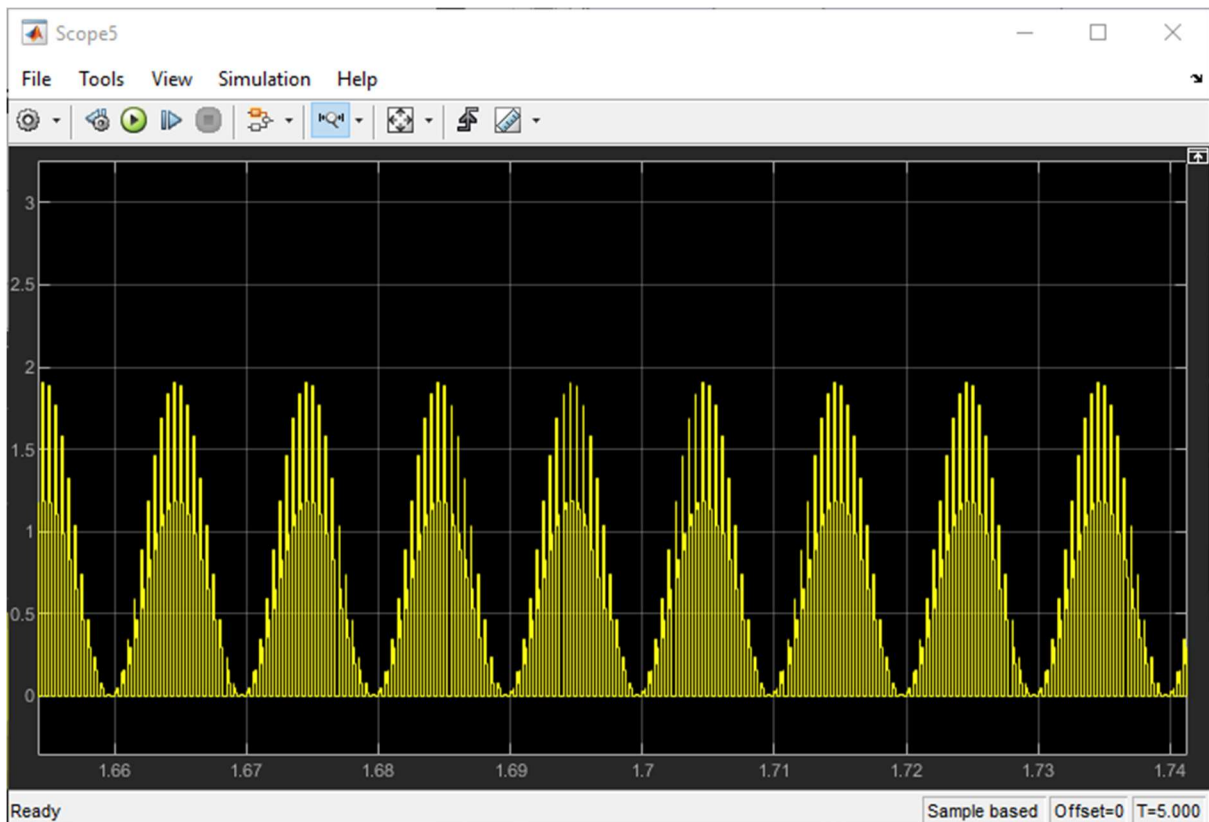 Scope5
File Tools View Simulation Help
3
2.5
2
1.5
1
0.5
0
1.66 1.67 1.68 1.69 1.7 1.71 1.72 1.73 1.74
Ready Sample based Offset=0 T=5.000